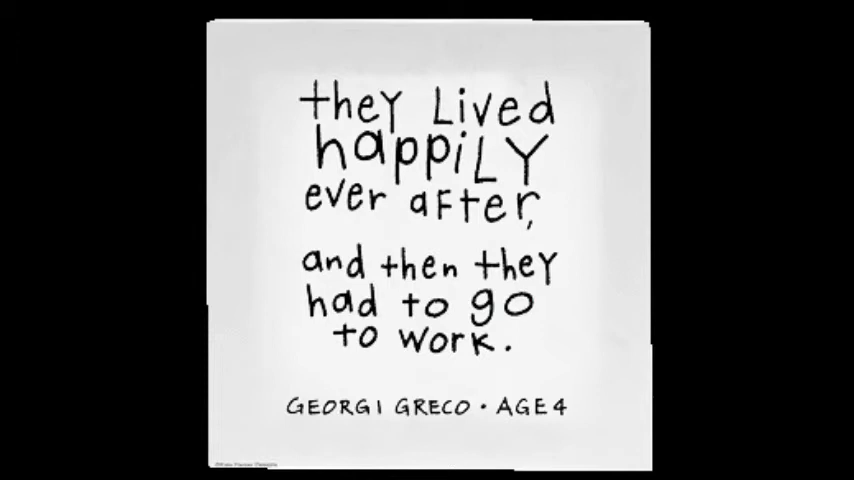 they Lived
happiLY
ever aFter,
and then they
had to go
to work.
GEORGI GRECO • AGE 4